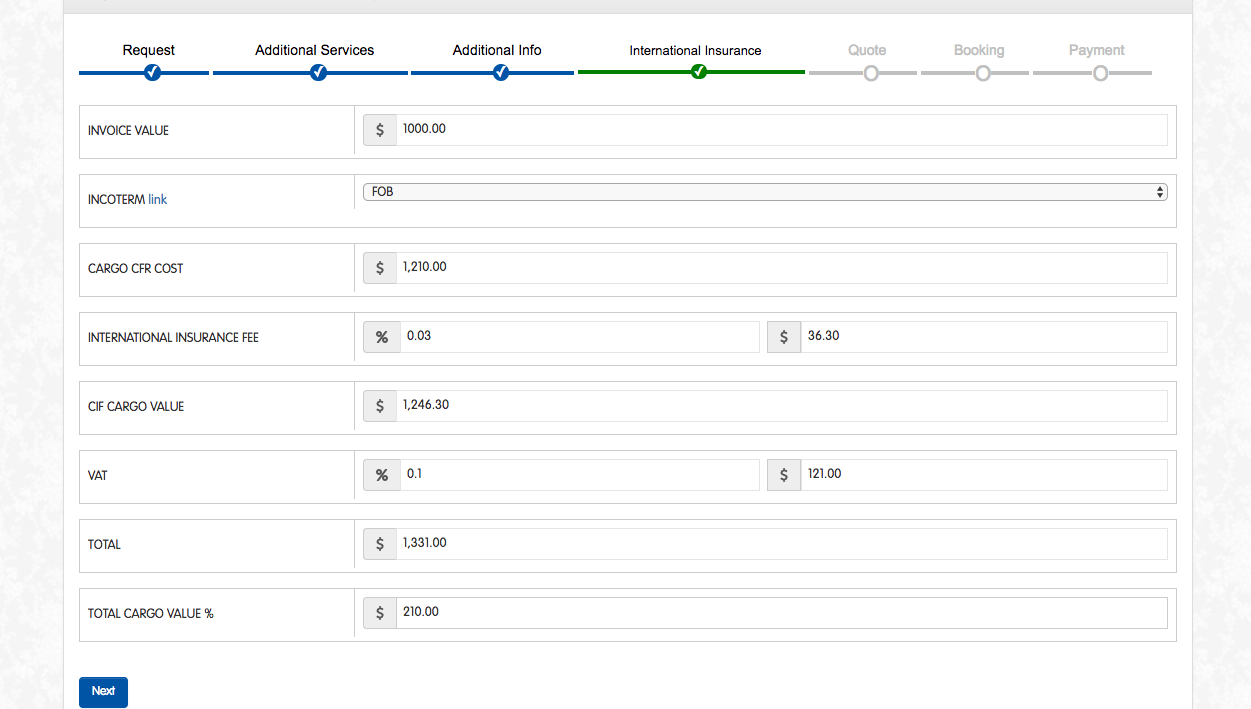 Request Additional Services Additional Info International Insurance Quote Booking Payment
INVOICE VALUE $ 1000.00
INCOTERM link FOB
CARGO CFR COST $ 1,210.00
INTERNATIONAL INSURANCE FEE % 0.03 $ 36.30
CIF CARGO VALUE $ 1,246.30
VAT % 0.1 $ 121.00
TOTAL $ 1,331.00
TOTAL CARGO VALUE % $ 210.00
Next